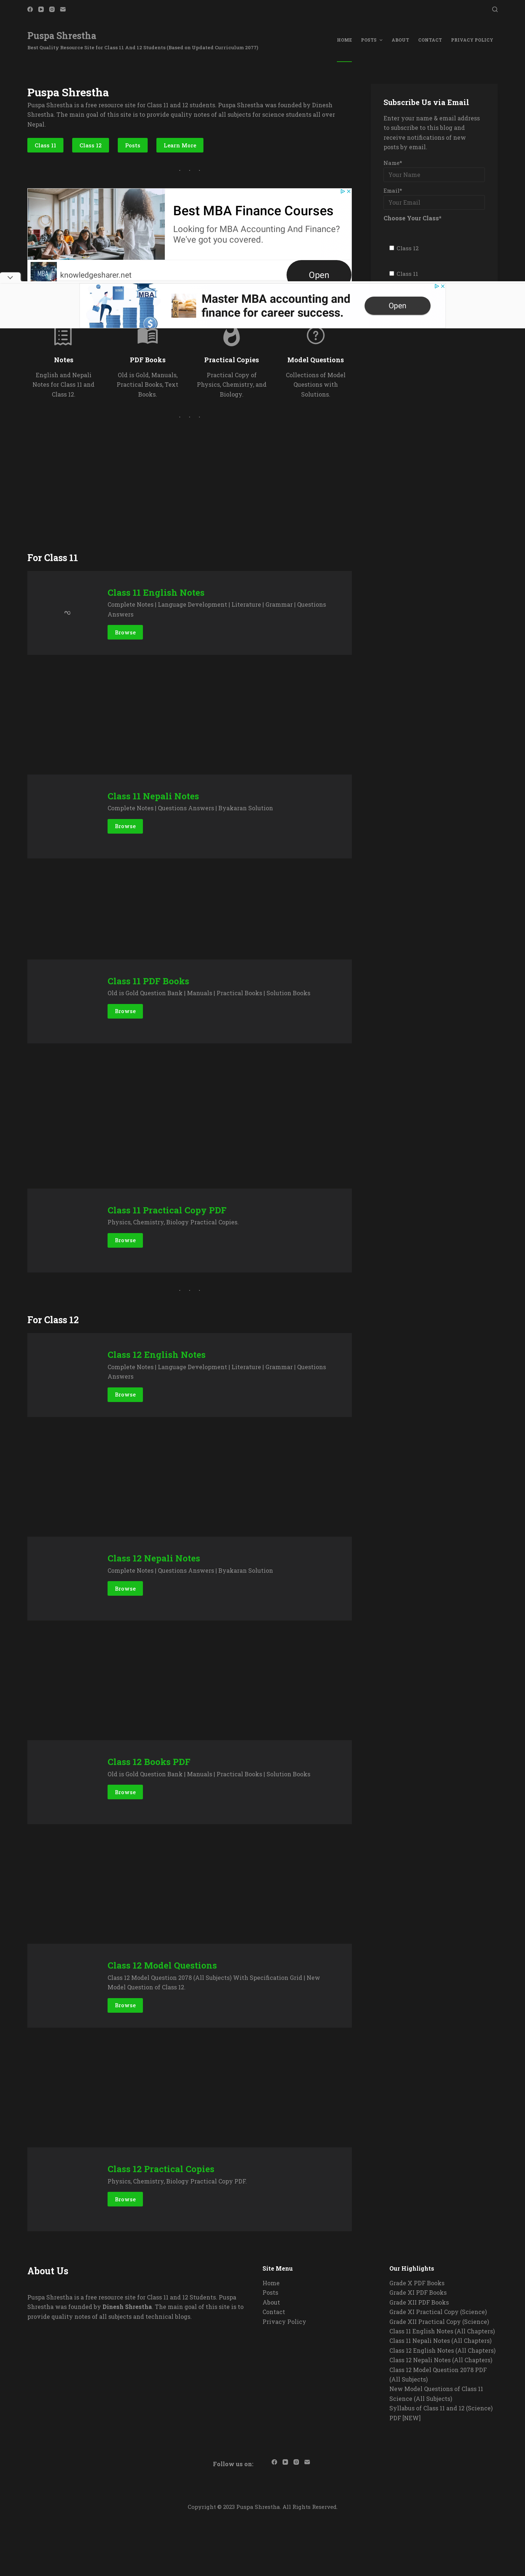 Puspa Shrestha
Best Quality Resource Site for Class 11 And 12 Students (Based on Updated Curriculum 2077)
HOME POSTS ABOUT CONTACT PRIVACY POLICY
Puspa Shrestha
Puspa Shrestha is a free resource site for Class 11 and 12 students. Puspa Shrestha was founded by Dinesh
Shrestha. The main goal of this site is to provide quality notes of all subjects for science students all over
Nepal.
Class 11 Class 12 Posts Learn More
Subscribe Us via Email
Enter your name & email address
to subscribe to this blog and
receive notifications of new
posts by email.
Name*
Your Name
Email*
Your Email
Choose Your Class*
Class 12
Class 11
Best MBA Finance Courses
Looking for MBA Accounting And Finance?
We've got you covered.
MBA
knowledgesharer.net
Open
MBA
Master MBA accounting and
finance for career success.
Open
Notes
English and Nepali
Notes for Class 11 and
Class 12.
PDF Books
Old is Gold, Manuals,
Practical Books, Text
Books.
Practical Copies
Practical Copy of
Physics, Chemistry, and
Biology.
Model Questions
Collections of Model
Questions with
Solutions.
For Class 11
Class 11 English Notes
Complete Notes | Language Development | Literature | Grammar | Questions
Answers
Browse
Class 11 Nepali Notes
Complete Notes | Questions Answers | Byakaran Solution
Browse
Class 11 PDF Books
Old is Gold Question Bank | Manuals | Practical Books | Solution Books
Browse
Class 11 Practical Copy PDF
Physics, Chemistry, Biology Practical Copies.
Browse
For Class 12
Class 12 English Notes
Complete Notes | Language Development | Literature | Grammar | Questions
Answers
Browse
Class 12 Nepali Notes
Complete Notes | Questions Answers | Byakaran Solution
Browse
Class 12 Books PDF
Old is Gold Question Bank | Manuals | Practical Books | Solution Books
Browse
Class 12 Model Questions
Class 12 Model Question 2078 (All Subjects) With Specification Grid | New
Model Question of Class 12.
Browse
Class 12 Practical Copies
Physics, Chemistry, Biology Practical Copy PDF.
Browse
About Us
Puspa Shrestha is a free resource site for Class 11 and 12 Students. Puspa
Shrestha was founded by Dinesh Shrestha. The main goal of this site is to
provide quality notes of all subjects and technical blogs.
Site Menu
Home
Posts
About
Contact
Privacy Policy
Our Highlights
Grade X PDF Books
Grade XI PDF Books
Grade XII PDF Books
Grade XI Practical Copy (Science)
Grade XII Practical Copy (Science)
Class 11 English Notes (All Chapters)
Class 11 Nepali Notes (All Chapters)
Class 12 English Notes (All Chapters)
Class 12 Nepali Notes (All Chapters)
Class 12 Model Question 2078 PDF
(All Subjects)
New Model Questions of Class 11
Science (All Subjects)
Syllabus of Class 11 and 12 (Science)
PDF [NEW]
Follow us on:
Copyright © 2023 Puspa Shrestha. All Rights Reserved.